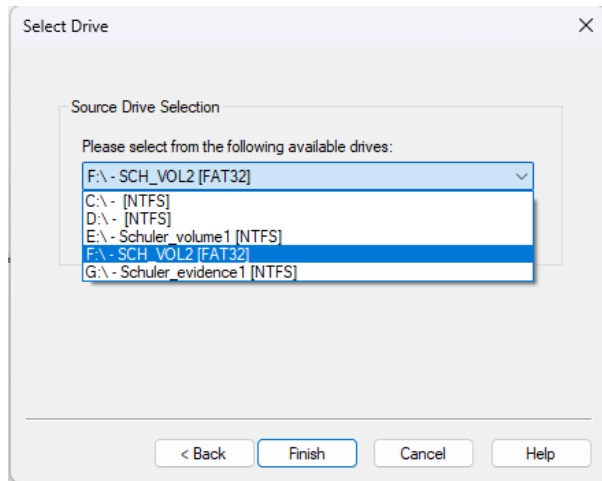 Select Drive
Source Drive Selection
Please select from the following available drives:
F:\ - SCH_VOL2 [FAT32]
C:\ - [NTFS]
D:\ - [NTFS]
E:\ - Schuler_volume1 [NTFS]
F:\ - SCH_VOL2 [FAT32]
G:\ - Schuler_evidence1 [NTFS]
< Back Finish Cancel Help